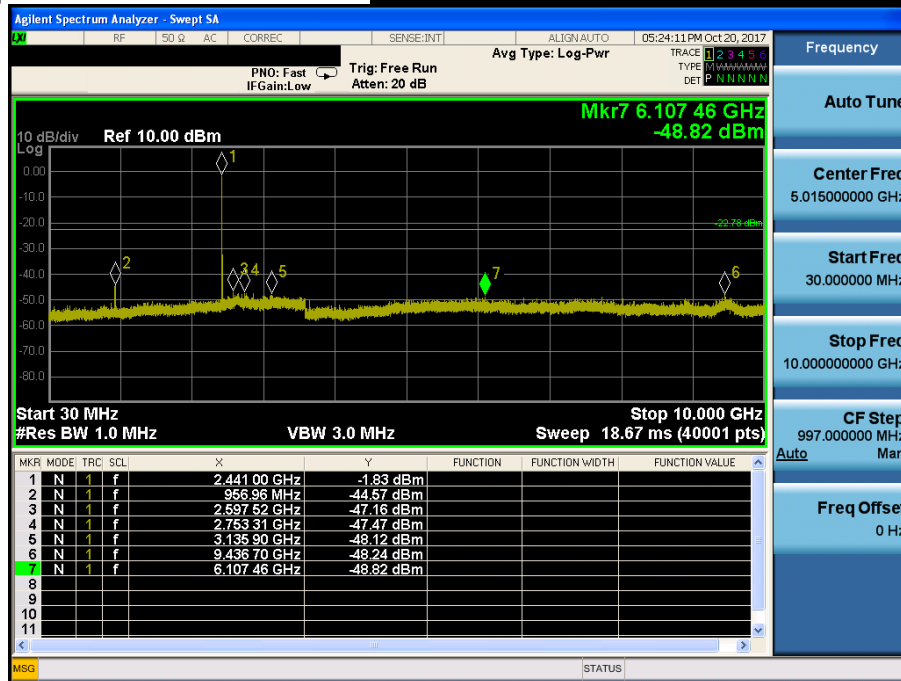 Agilent Spectrum Analyzer - Swept SA
LXI RF 50 Ω AC CORREC SENSE:INT ALIGN AUTO 05:24:11 PM Oct 20, 2017
Avg Type: Log-Pwr TRACE 1 2 3 4 5 6
PNO: Fast Trig: Free Run TYPE M WWWWW
IFGain:Low Atten: 20 dB DET P N N N N N
Mkr7 6.107 46 GHz
10 dB/div Ref 10.00 dBm -48.82 dBm
Log
0.00
-10.0
-20.0
-30.0
-40.0
-50.0
-60.0
-70.0
-80.0
1
2
3 4
5
7
6
-22.78 dBm
Start 30 MHz Stop 10.000 GHz
#Res BW 1.0 MHz VBW 3.0 MHz Sweep 18.67 ms (40001 pts)
MKR MODE TRC SCL X Y FUNCTION FUNCTION WIDTH FUNCTION VALUE
1 N 1 f 2.441 00 GHz -1.83 dBm
2 N 1 f 956.96 MHz -44.57 dBm
3 N 1 f 2.597 52 GHz -47.16 dBm
4 N 1 f 2.753 31 GHz -47.47 dBm
5 N 1 f 3.135 90 GHz -48.12 dBm
6 N 1 f 9.436 70 GHz -48.24 dBm
7 N 1 f 6.107 46 GHz -48.82 dBm
8
9
10
11
MSG STATUS
Frequency
Auto Tune
Center Freq
5.015000000 GHz
Start Freq
30.000000 MHz
Stop Freq
10.000000000 GHz
CF Step
997.000000 MHz
Auto Man
Freq Offset
0 Hz